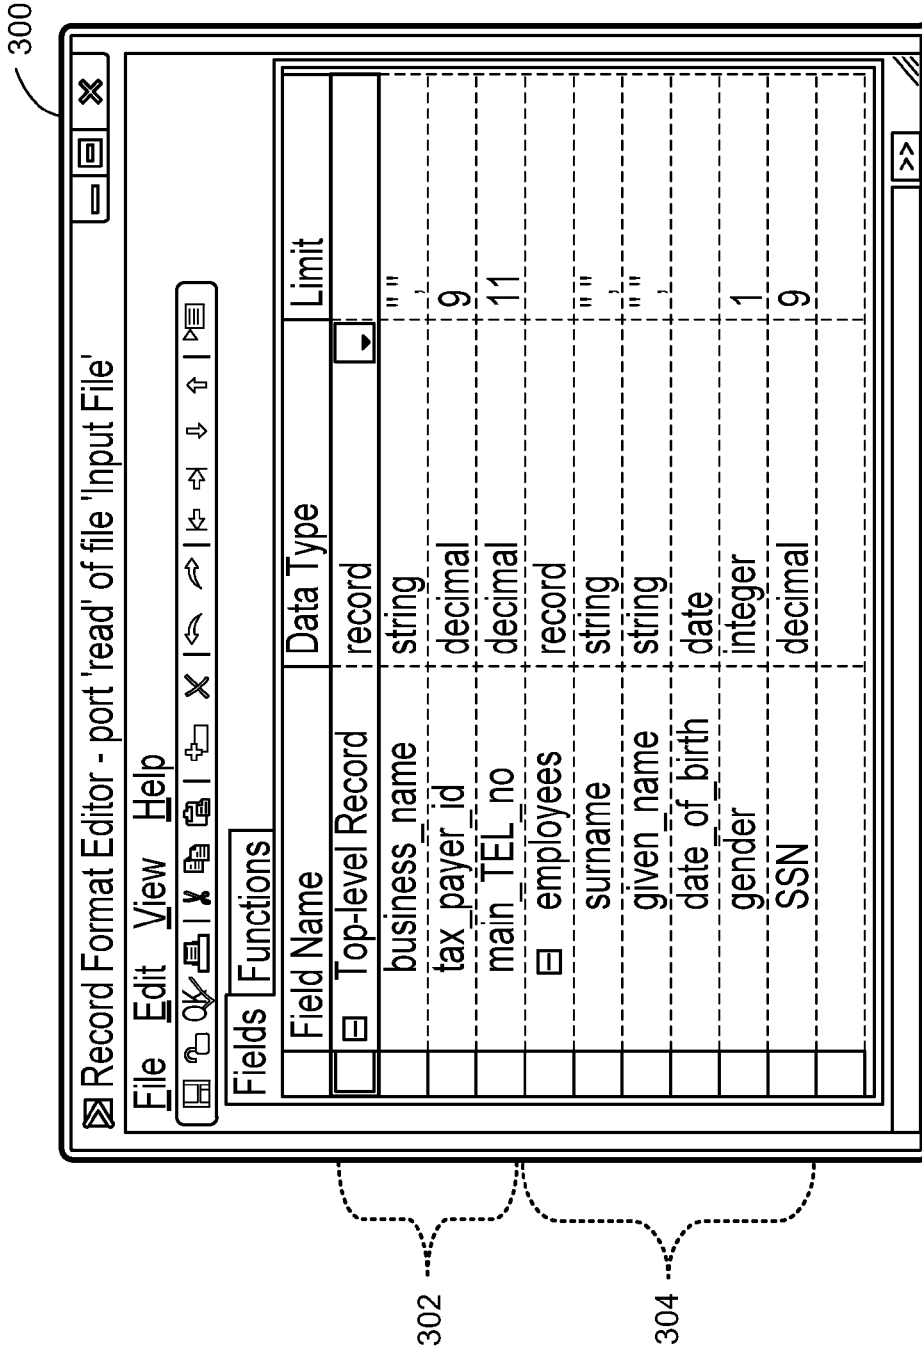 300
Record Format Editor - port 'read' of file 'Input File'
File Edit View Help
OK
Fields Functions
Field Name Data Type Limit
Top-level Record record
business_name string " "
tax_payer_id decimal , 9
main_TEL_no decimal 11
employees record
surname string " "
given_name string , " "
date_of_birth date ,
gender integer 1
SSN decimal 9
>>
302
304